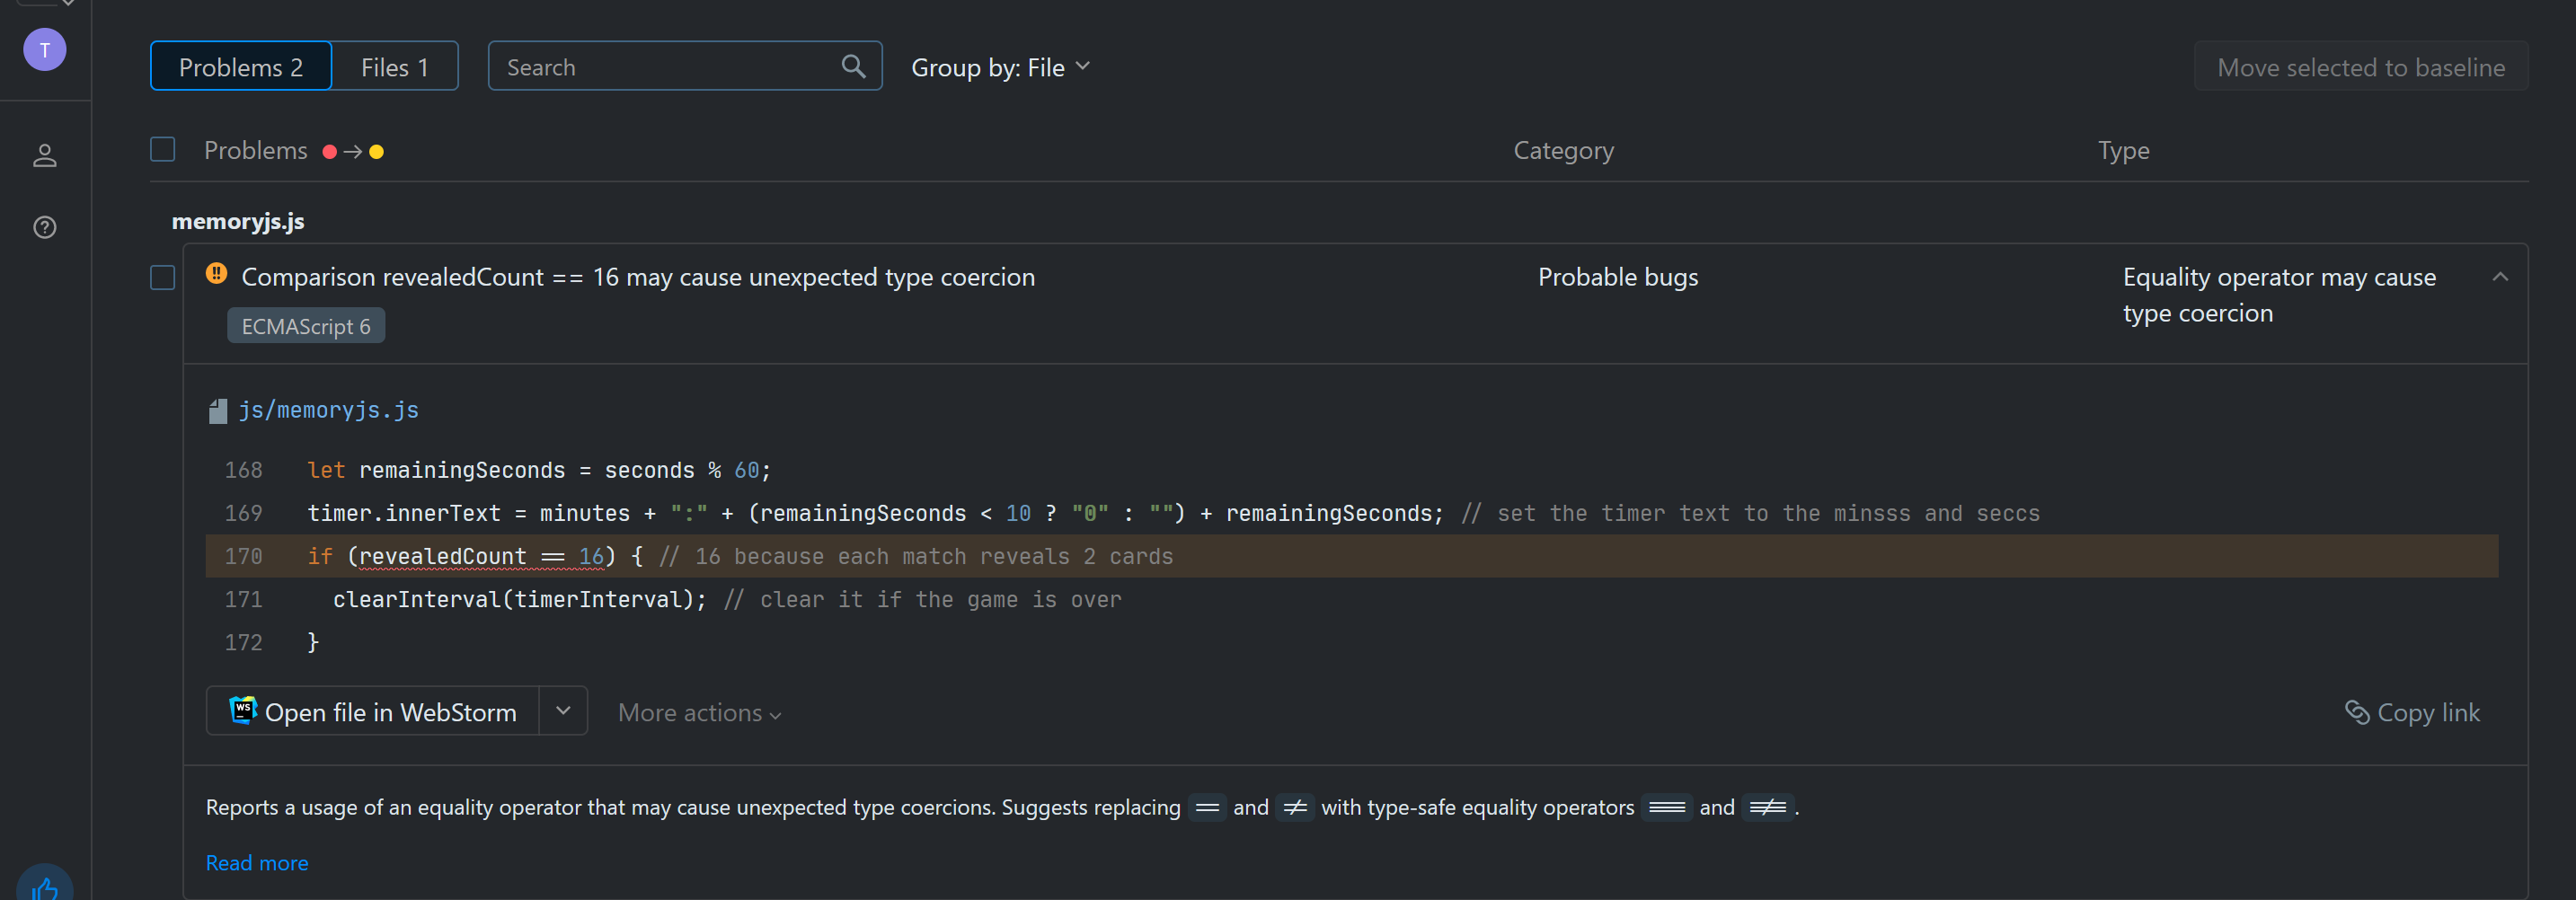 T
Problems 2
Files 1
Search
Group by: File
Move selected to baseline
Problems
Category
Type
memoryjs.js
Comparison revealedCount == 16 may cause unexpected type coercion
Probable bugs
Equality operator may cause
type coercion
ECMAScript 6
js/memoryjs.js
168 let remainingSeconds = seconds % 60;
169 timer.innerText = minutes + ":" + (remainingSeconds < 10 ? "0" : "") + remainingSeconds; // set the timer text to the minsss and seccs
170 if (revealedCount == 16) { // 16 because each match reveals 2 cards
171 clearInterval(timerInterval); // clear it if the game is over
172 }
WS
Open file in WebStorm
More actions
Copy link
Reports a usage of an equality operator that may cause unexpected type coercions. Suggests replacing == and != with type-safe equality operators === and !==.
Read more